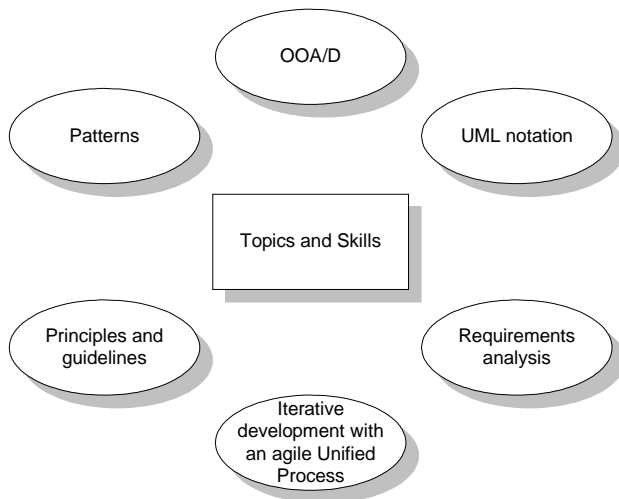 OOA/D
Patterns
UML notation
Topics and Skills
Principles and
guidelines
Requirements
analysis
Iterative
development with
an agile Unified
Process